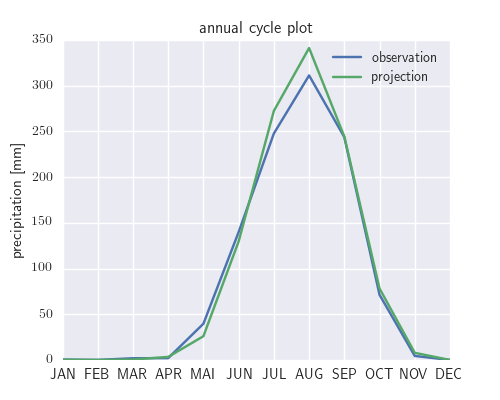 annual cycle plot
observation
projection
precipitation [mm]
350
300
250
200
150
100
50
0
JAN FEB MAR APR MAI JUN JUL AUG SEP OCT NOV DEC